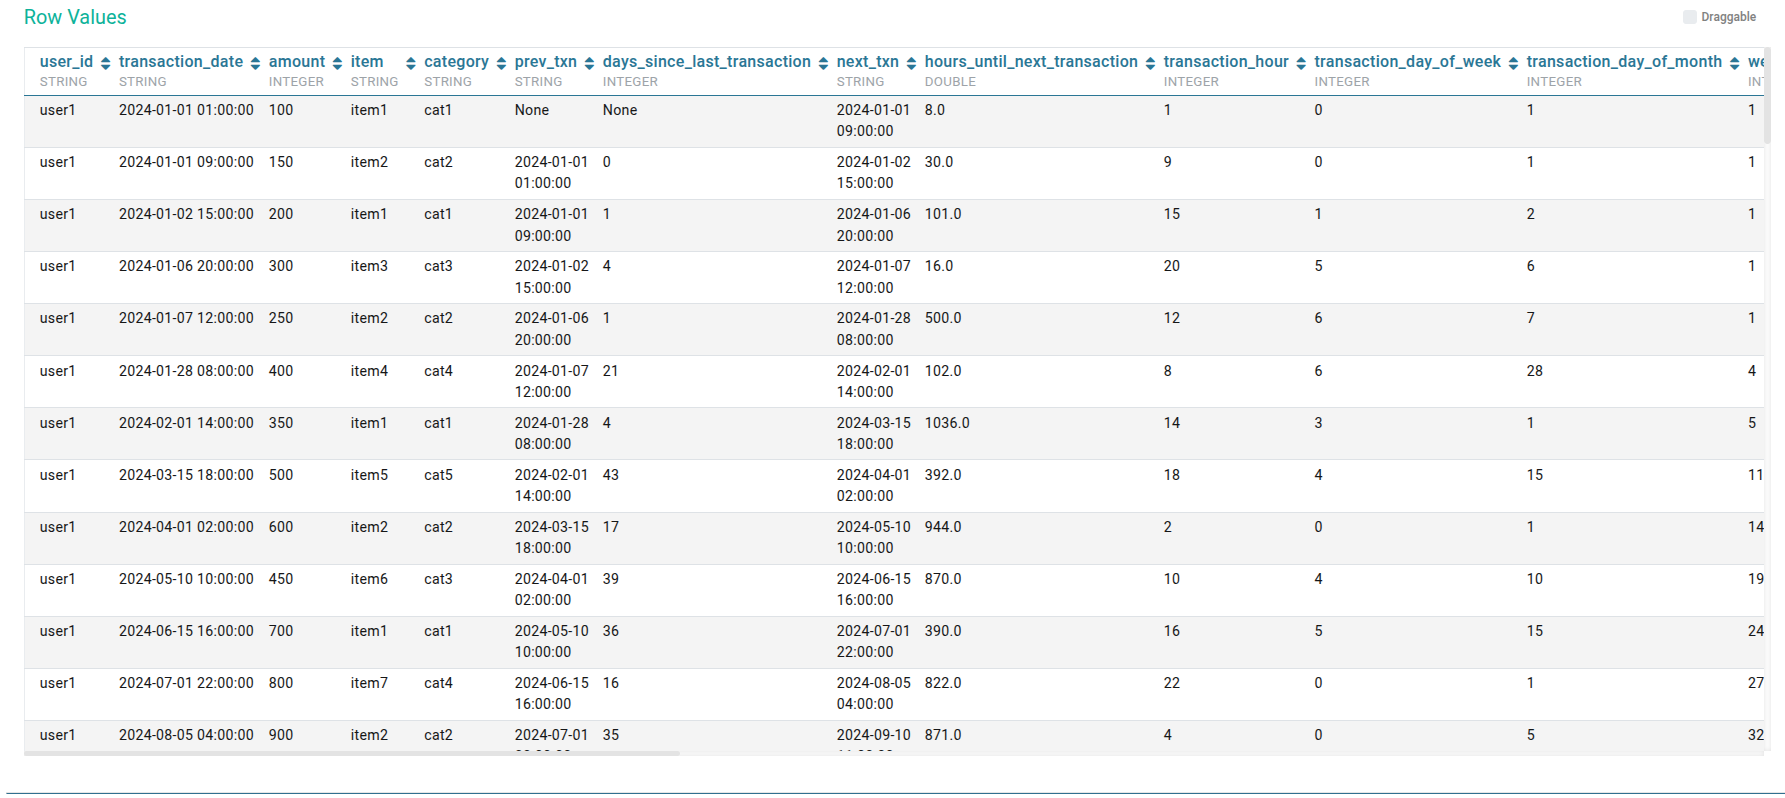 Row Values
Draggable
user_id transaction_date amount item category prev_txn days_since_last_transaction next_txn hours_until_next_transaction transaction_hour transaction_day_of_week transaction_day_of_month we
STRING STRING INTEGER STRING STRING STRING INTEGER STRING DOUBLE INTEGER INTEGER INTEGER INT
user1 2024-01-01 01:00:00 100 item1 cat1 None None 2024-01-01 8.0 1 0 1 1
09:00:00
user1 2024-01-01 09:00:00 150 item2 cat2 2024-01-01 0 2024-01-02 30.0 9 0 1 1
01:00:00 15:00:00
user1 2024-01-02 15:00:00 200 item1 cat1 2024-01-01 1 2024-01-06 101.0 15 1 2 1
09:00:00 20:00:00
user1 2024-01-06 20:00:00 300 item3 cat3 2024-01-02 4 2024-01-07 16.0 20 5 6 1
15:00:00 12:00:00
user1 2024-01-07 12:00:00 250 item2 cat2 2024-01-06 1 2024-01-28 500.0 12 6 7 1
20:00:00 08:00:00
user1 2024-01-28 08:00:00 400 item4 cat4 2024-01-07 21 2024-02-01 102.0 8 6 28 4
12:00:00 14:00:00
user1 2024-02-01 14:00:00 350 item1 cat1 2024-01-28 4 2024-03-15 1036.0 14 3 1 5
08:00:00 18:00:00
user1 2024-03-15 18:00:00 500 item5 cat5 2024-02-01 43 2024-04-01 392.0 18 4 15 11
14:00:00 02:00:00
user1 2024-04-01 02:00:00 600 item2 cat2 2024-03-15 17 2024-05-10 944.0 2 0 1 14
18:00:00 10:00:00
user1 2024-05-10 10:00:00 450 item6 cat3 2024-04-01 39 2024-06-15 870.0 10 4 10 19
02:00:00 16:00:00
user1 2024-06-15 16:00:00 700 item1 cat1 2024-05-10 36 2024-07-01 390.0 16 5 15 24
10:00:00 22:00:00
user1 2024-07-01 22:00:00 800 item7 cat4 2024-06-15 16 2024-08-05 822.0 22 0 1 27
16:00:00 04:00:00
user1 2024-08-05 04:00:00 900 item2 cat2 2024-07-01 35 2024-09-10 871.0 4 0 5 32